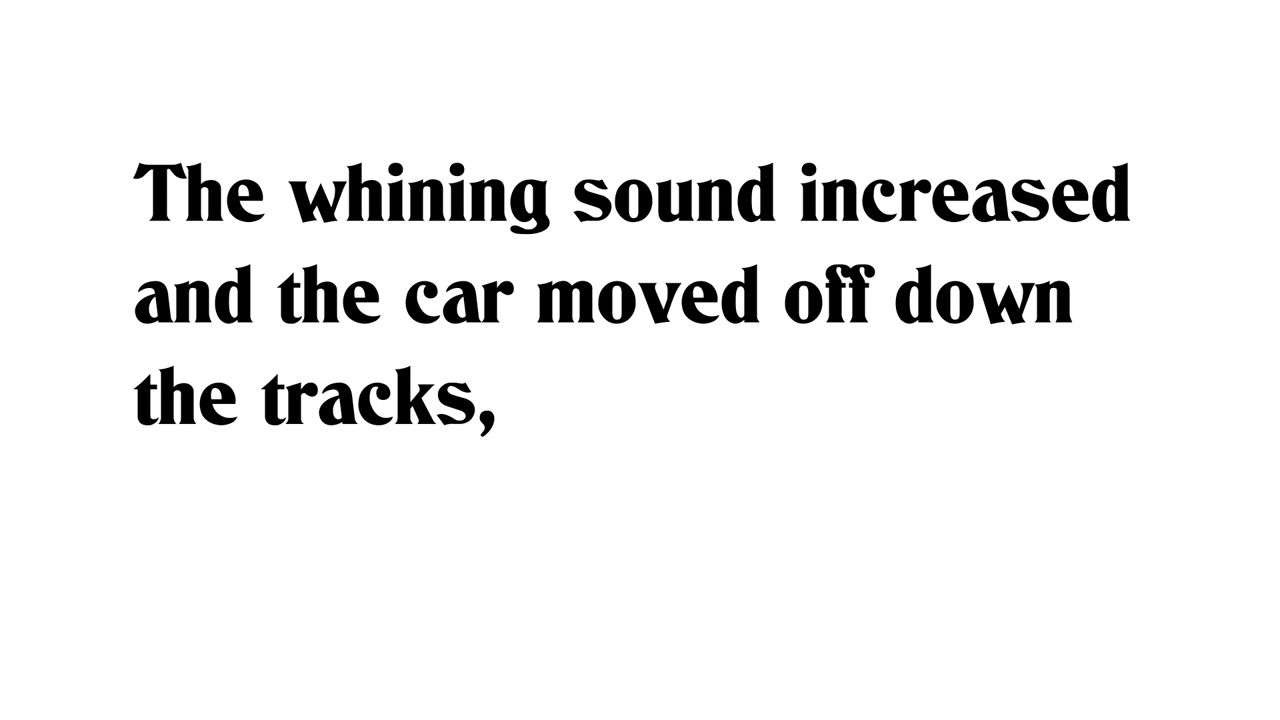 The whining sound increased
and the car moved off down
the tracks,